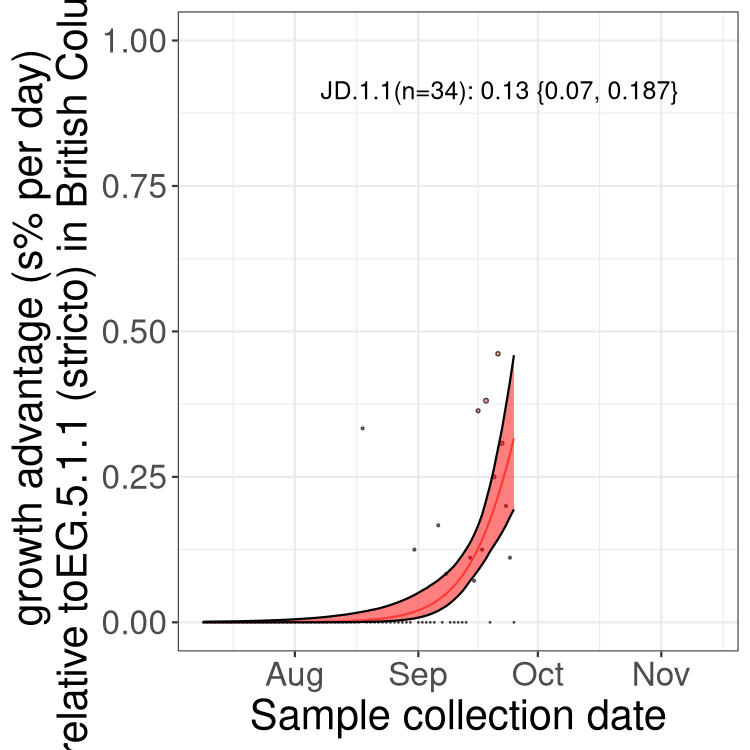 growth advantage (s% per day)
relative toEG.5.1.1 (stricto) in British Colu
1.00
0.75
0.50
0.25
0.00
JD.1.1(n=34): 0.13 {0.07, 0.187}
Aug Sep Oct Nov
Sample collection date